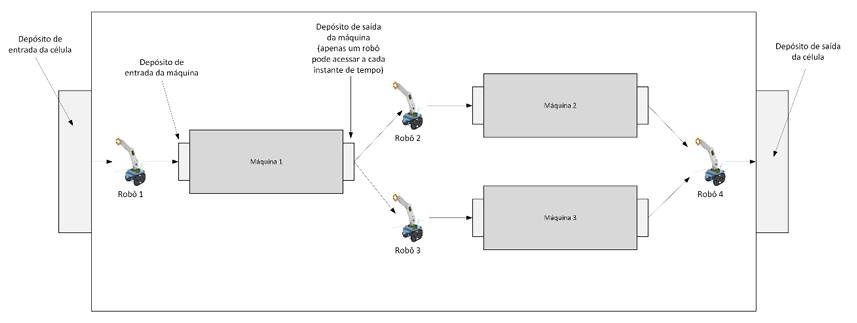 Depósito de
entrada da célula
Depósito de
entrada da máquina
Depósito de saída
da máquina
(apenas um robô
pode acessar a cada
instante de tempo)
Depósito de saída
da célula
Robô 1
Máquina 1
Robô 2
Máquina 2
Robô 3
Máquina 3
Robô 4